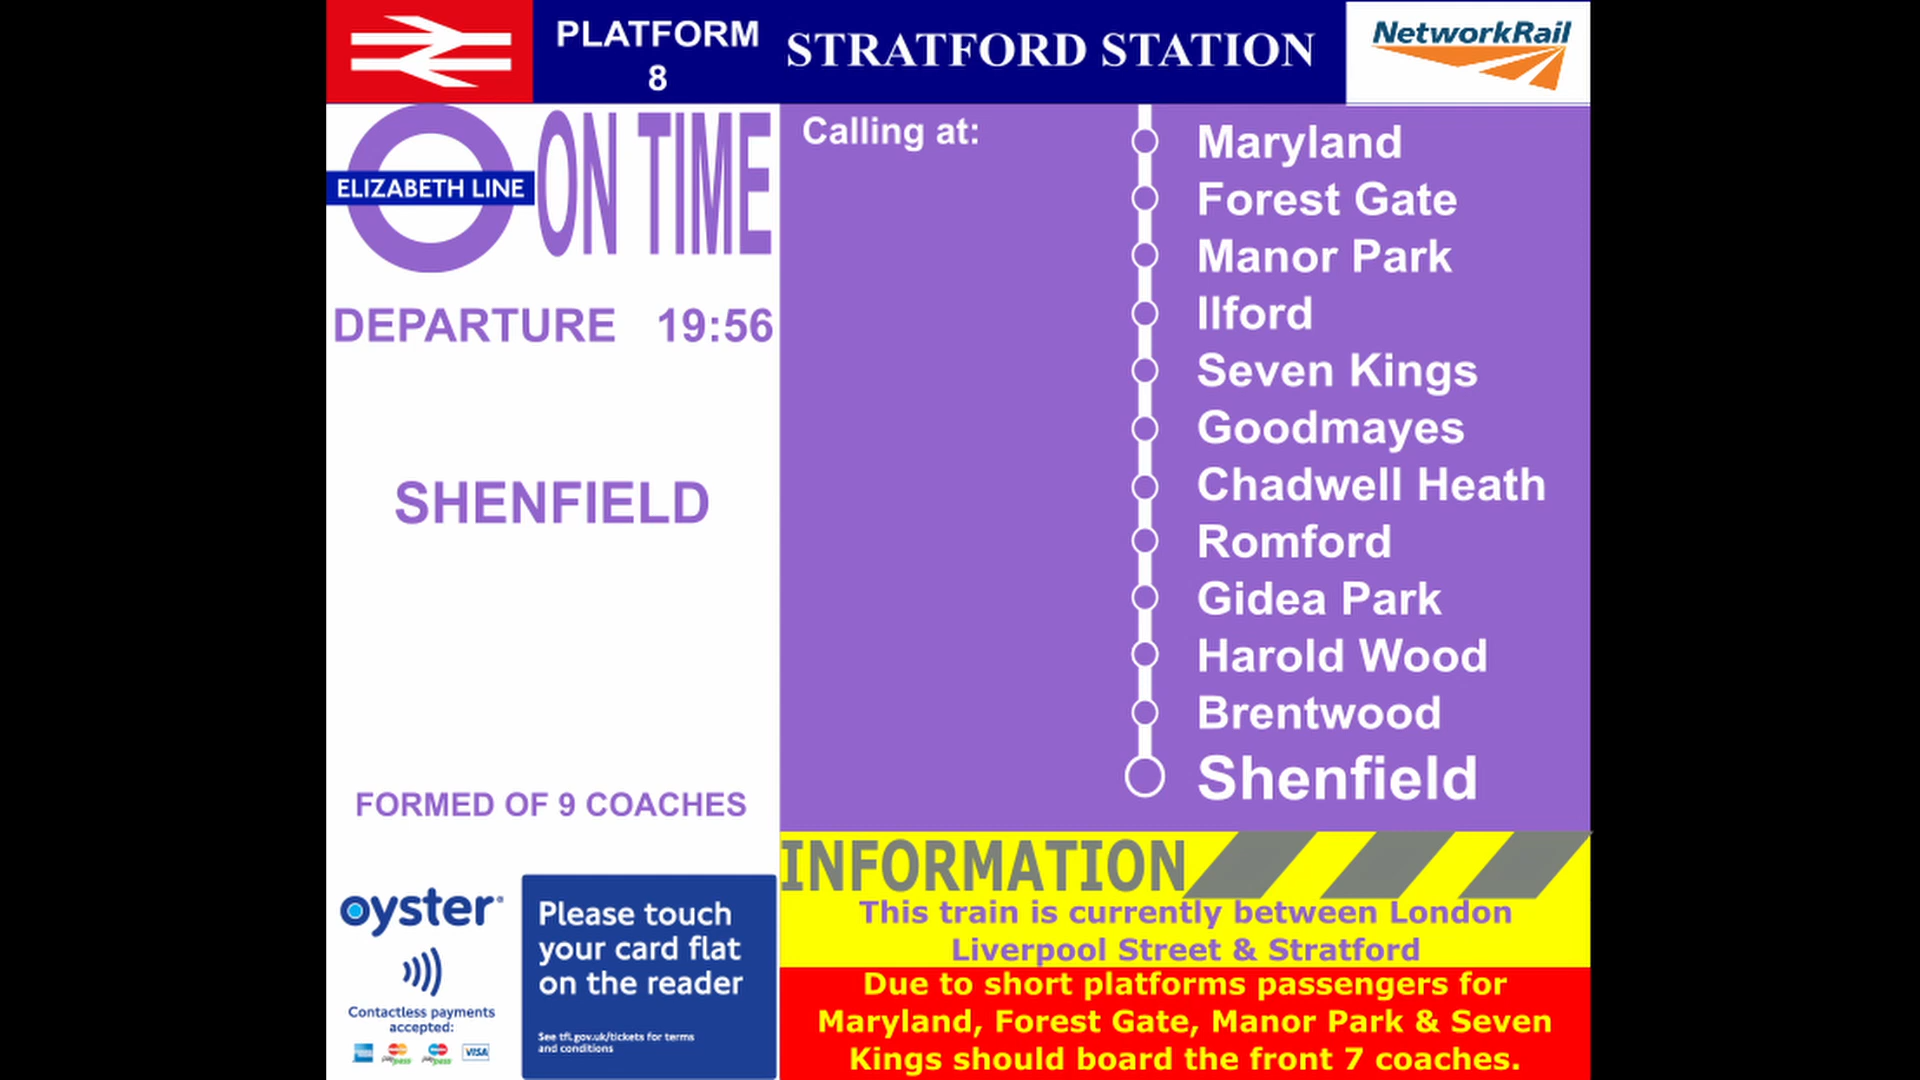 PLATFORM
8
STRATFORD STATION
NetworkRail
ELIZABETH LINE
ON TIME
DEPARTURE 19:56
SHENFIELD
FORMED OF 9 COACHES
oyster
Contactless payments
accepted:
VISA
Please touch
your card flat
on the reader
See tfl.gov.uk/tickets for terms
and conditions
Calling at:
Maryland
Forest Gate
Manor Park
Ilford
Seven Kings
Goodmayes
Chadwell Heath
Romford
Gidea Park
Harold Wood
Brentwood
Shenfield
INFORMATION
This train is currently between London
Liverpool Street & Stratford
Due to short platforms passengers for
Maryland, Forest Gate, Manor Park & Seven
Kings should board the front 7 coaches.